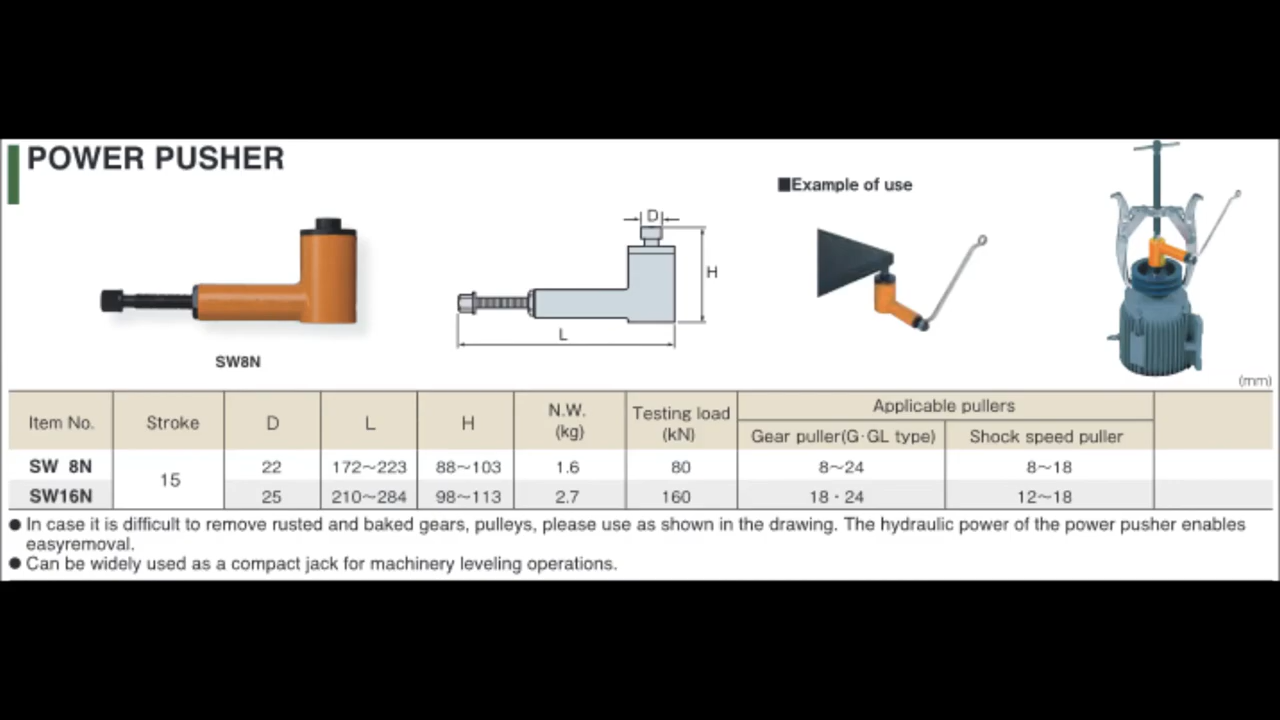 POWER PUSHER
■Example of use
D
H
L
SW8N
(mm)
Item No. Stroke D L H N.W. (kg) Testing load (kN) Applicable pullers
Gear puller(G·GL type) Shock speed puller
SW 8N 15 22 172～223 88～103 1.6 80 8～24 8～18
SW16N 25 210～284 98～113 2.7 160 18・24 12～18
● In case it is difficult to remove rusted and baked gears, pulleys, please use as shown in the drawing. The hydraulic power of the power pusher enables
easyremoval.
● Can be widely used as a compact jack for machinery leveling operations.